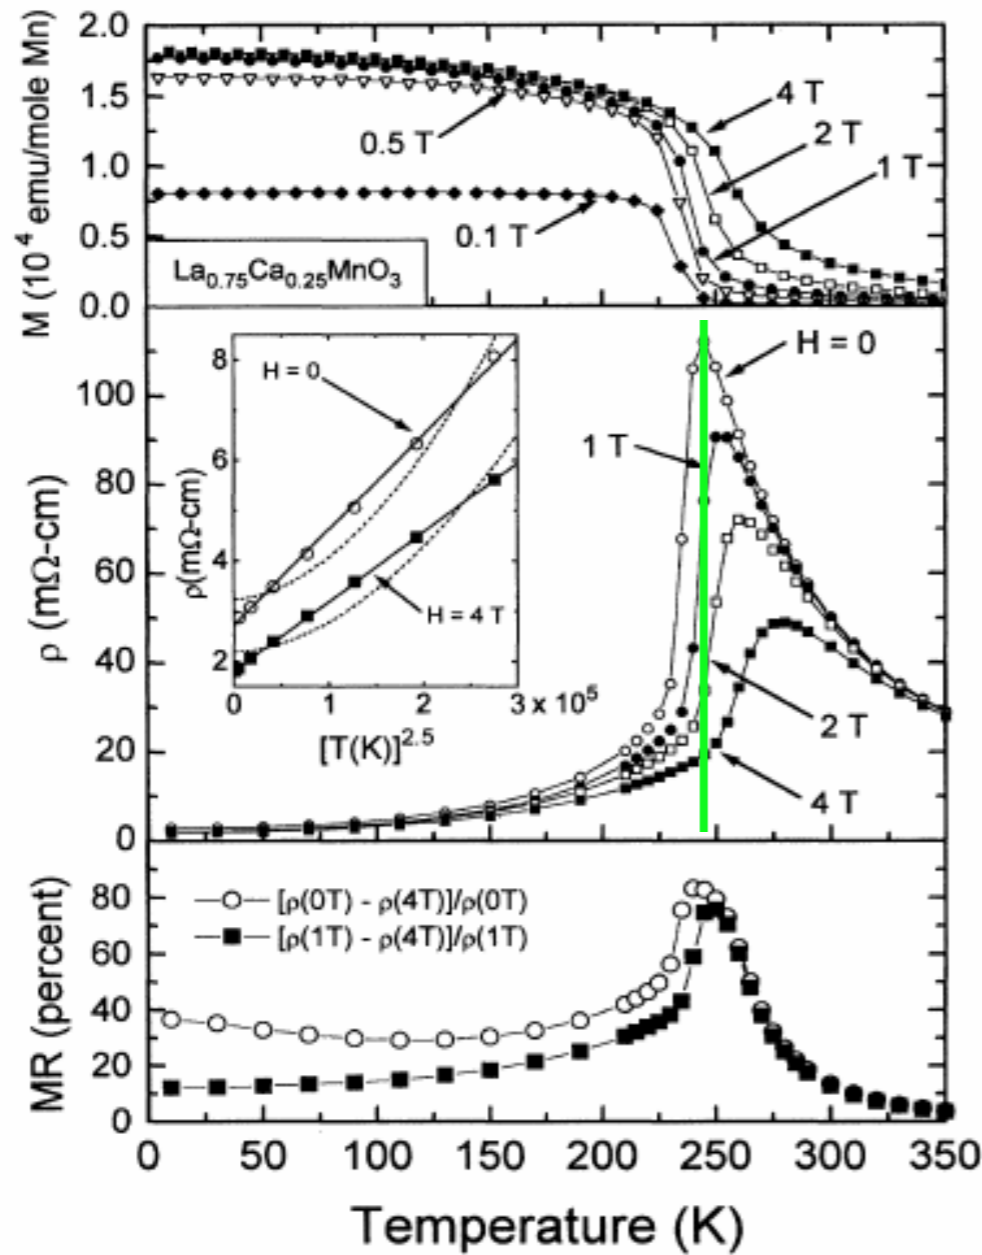 2.0
1.5
1.0
0.5
0.0
M (10⁴ emu/mole Mn)
4 T
2 T
1 T
0.5 T
0.1 T
La₀.₇₅Ca₀.₂₅MnO₃
100
80
60
40
20
0
ρ (mΩ-cm)
H = 0
1 T
2 T
4 T
8
6
4
2
ρ(mΩ-cm)
H = 0
H = 4 T
0 1 2 3 x 10⁵
[T(K)]²·⁵
80
60
40
20
0
MR (percent)
[ρ(0T) - ρ(4T)]/ρ(0T)
[ρ(1T) - ρ(4T)]/ρ(1T)
0 50 100 150 200 250 300 350
Temperature (K)